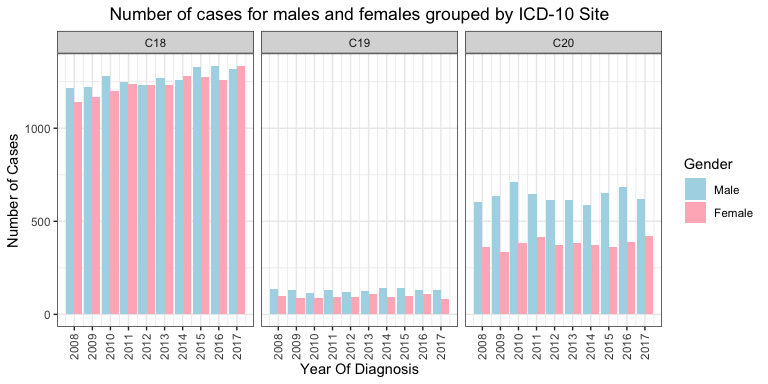 Number of cases for males and females grouped by ICD-10 Site
C18 C19 C20
Number of Cases
1000
500
0
2008 2009 2010 2011 2012 2013 2014 2015 2016 2017 2008 2009 2010 2011 2012 2013 2014 2015 2016 2017 2008 2009 2010 2011 2012 2013 2014 2015 2016 2017
Year Of Diagnosis
Gender
Male
Female